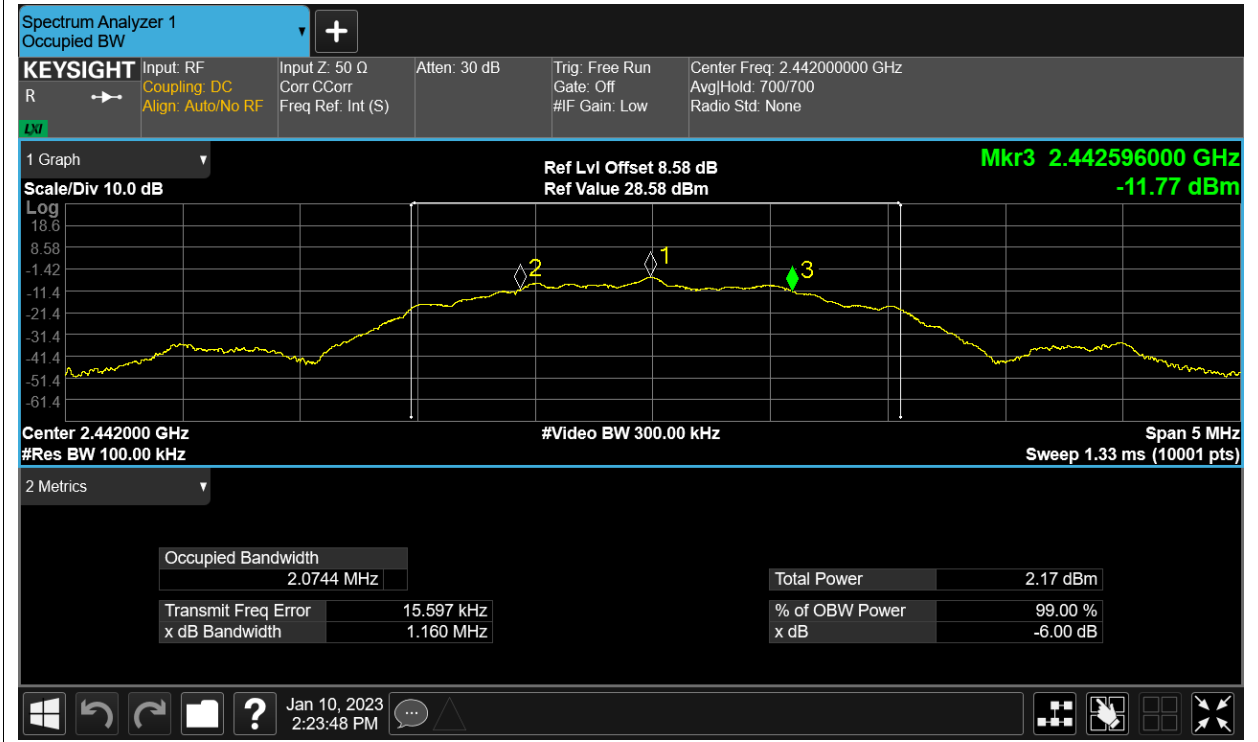 Spectrum Analyzer 1
Occupied BW
+
KEYSIGHT
R
LXI
Input: RF
Coupling: DC
Align: Auto/No RF
Input Z: 50 Ω
Corr CCorr
Freq Ref: Int (S)
Atten: 30 dB
Trig: Free Run
Gate: Off
#IF Gain: Low
Center Freq: 2.442000000 GHz
Avg|Hold: 700/700
Radio Std: None
1 Graph
Scale/Div 10.0 dB
Ref Lvl Offset 8.58 dB
Ref Value 28.58 dBm
Mkr3 2.442596000 GHz
-11.77 dBm
Log
18.6
8.58
-1.42
-11.4
-21.4
-31.4
-41.4
-51.4
-61.4
2
1
3
Center 2.442000 GHz
#Video BW 300.00 kHz
Span 5 MHz
#Res BW 100.00 kHz
Sweep 1.33 ms (10001 pts)
2 Metrics
Occupied Bandwidth
2.0744 MHz
Total Power 2.17 dBm
Transmit Freq Error 15.597 kHz
% of OBW Power 99.00 %
x dB Bandwidth 1.160 MHz
x dB -6.00 dB
?
Jan 10, 2023
2:23:48 PM